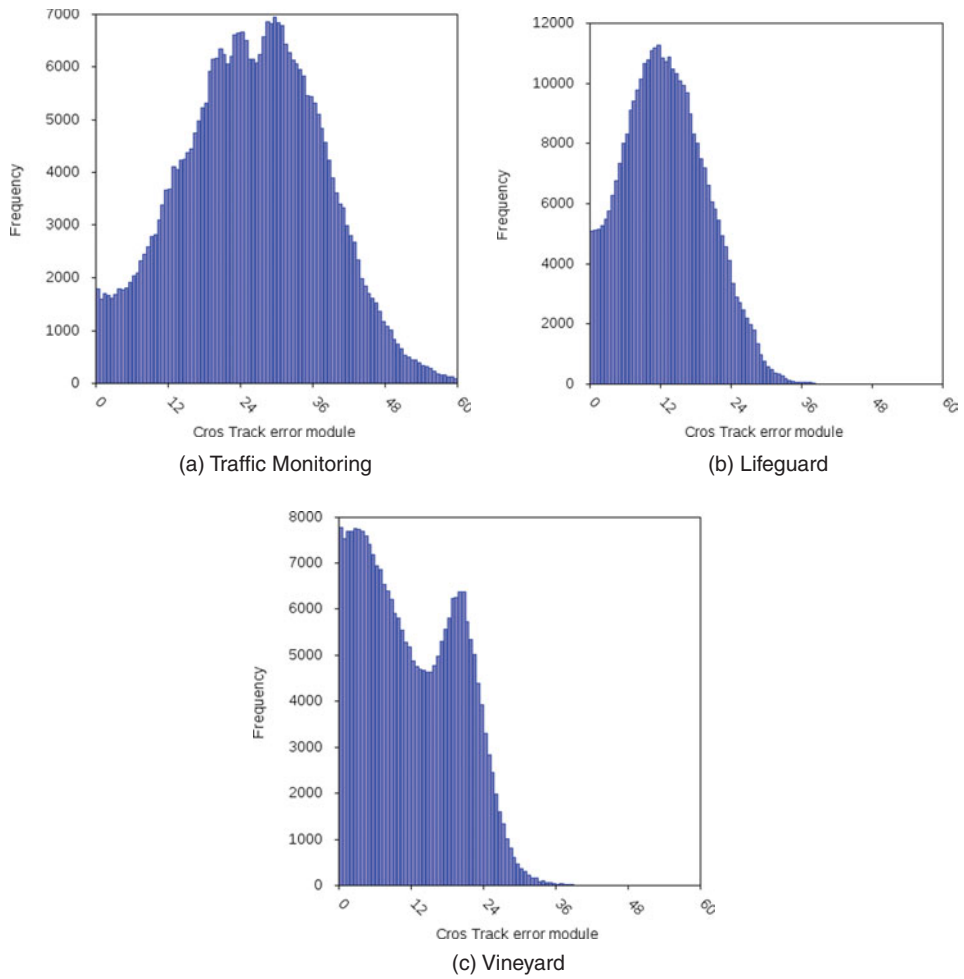 7000
6000
5000
4000
3000
2000
1000
0
Frequency
0 12 24 36 48 60
Cros Track error module
(a) Traffic Monitoring
12000
10000
8000
6000
4000
2000
0
Frequency
0 12 24 36 48 60
Cros Track error module
(b) Lifeguard
8000
7000
6000
5000
4000
3000
2000
1000
0
Frequency
0 12 24 36 48 60
Cros Track error module
(c) Vineyard